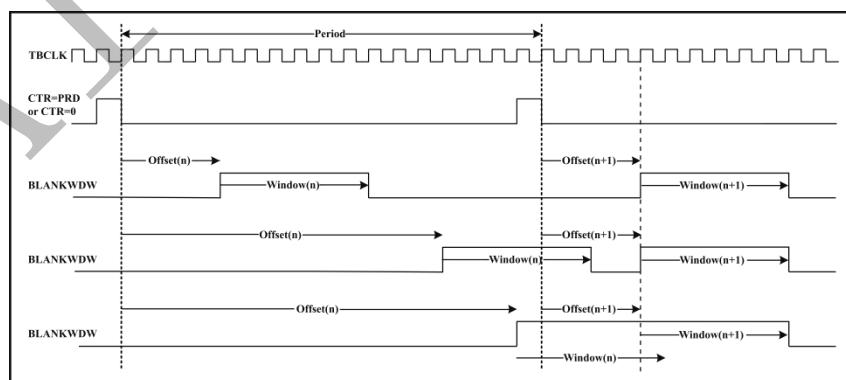 Period
TBCLK
CTR=PRD
or CTR=0
Offset(n) Offset(n+1)
BLANKWDW Window(n) Window(n+1)
Offset(n) Offset(n+1)
BLANKWDW Window(n) Window(n+1)
Offset(n) Offset(n+1)
BLANKWDW Window(n+1)
Window(n)